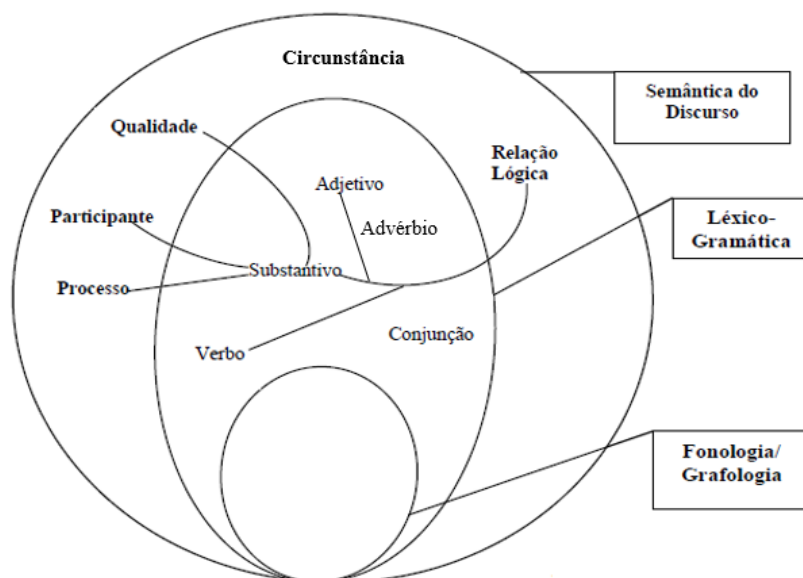 Circunstância
Qualidade
Participante
Processo
Adjetivo
Advérbio
Substantivo
Verbo
Conjunção
Relação
Lógica
Semântica do
Discurso
Léxico-
Gramática
Fonologia/
Grafologia